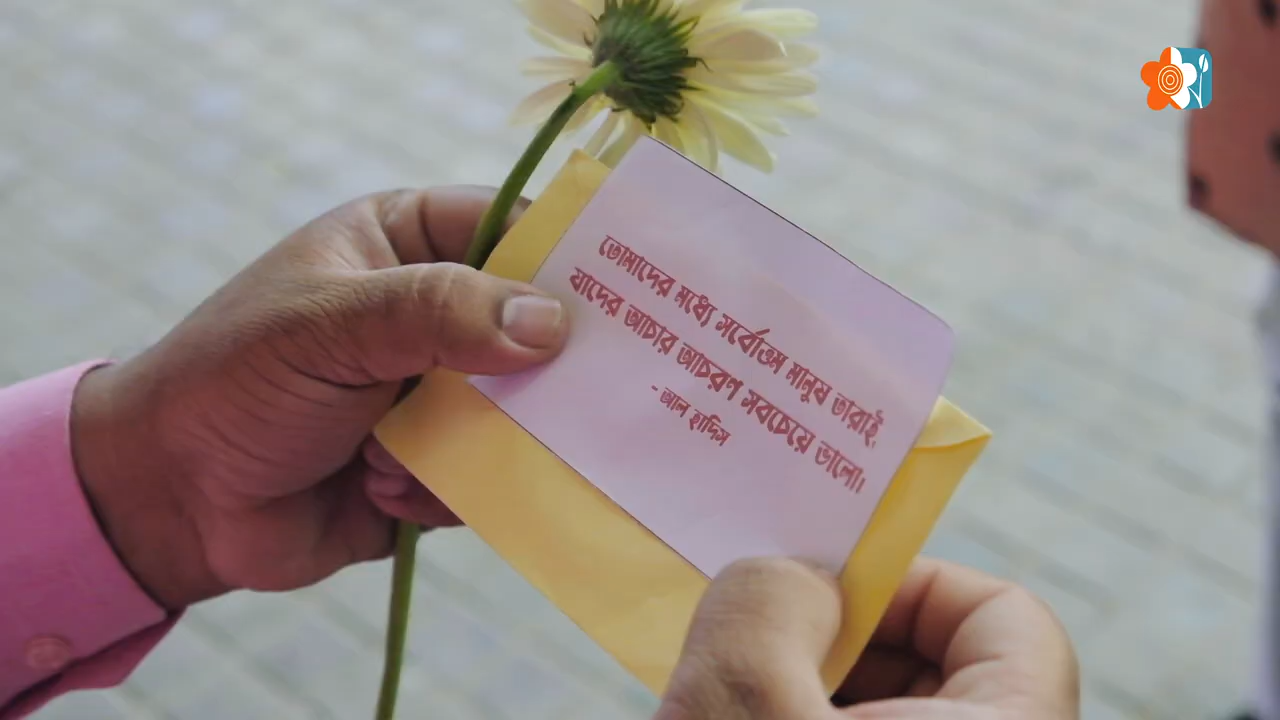 তোমাদের মধ্যে সর্বোত্তম মানুষ তারাই,
যাদের আচার আচরণ সবচেয়ে ভালো।
- আল হাদিস